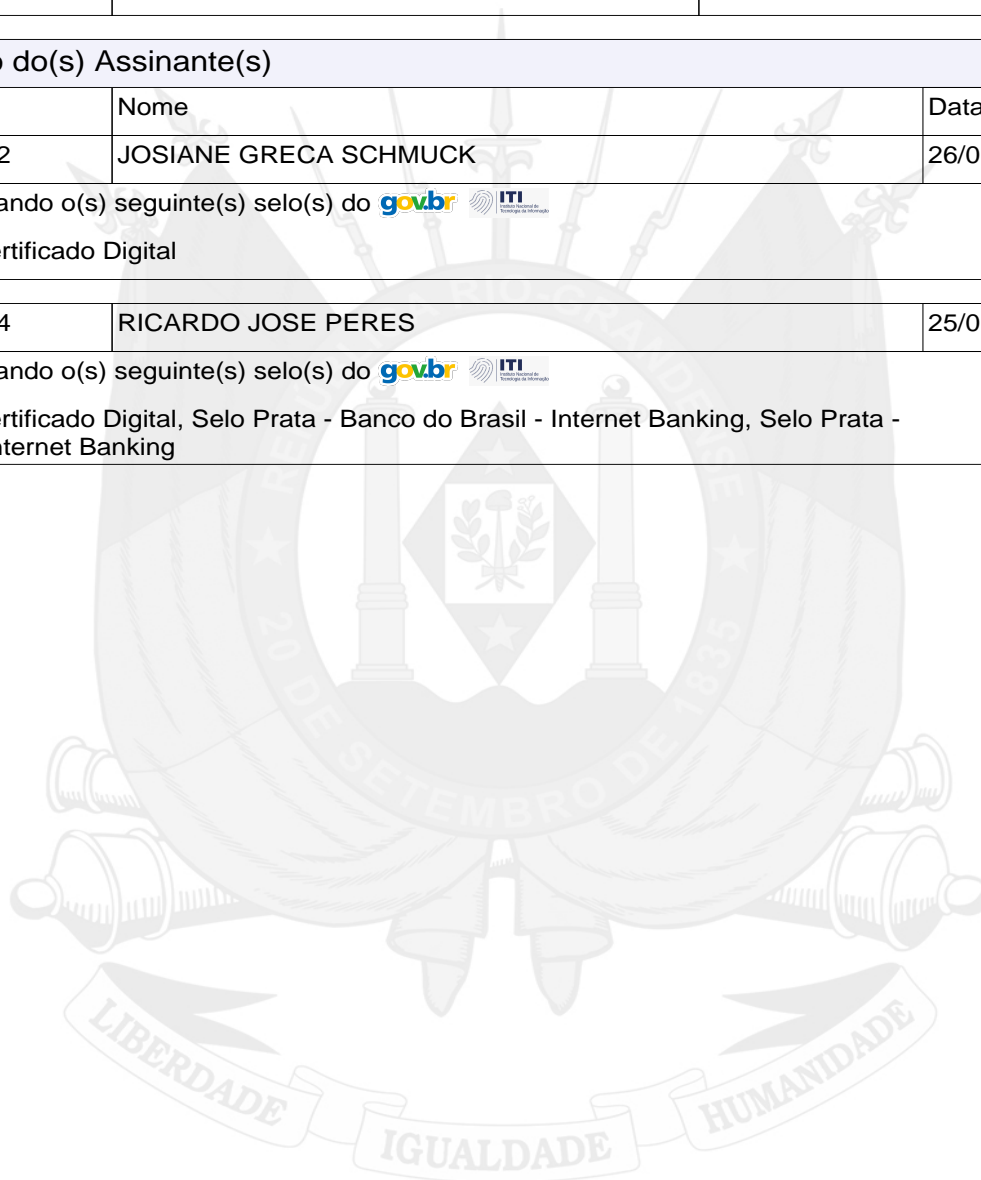 o do(s) Assinante(s)
Nome Data
2 JOSIANE GRECA SCHMUCK 26/0
ando o(s) seguinte(s) selo(s) do gov.br ITI
ertificado Digital
4 RICARDO JOSE PERES 25/0
ando o(s) seguinte(s) selo(s) do gov.br ITI
ertificado Digital, Selo Prata - Banco do Brasil - Internet Banking, Selo Prata -
nternet Banking
REPUBLICA RIO-GRANDENSE
20 DE SETEMBRO DE 1835
LIBERDADE IGUALDADE HUMANIDADE